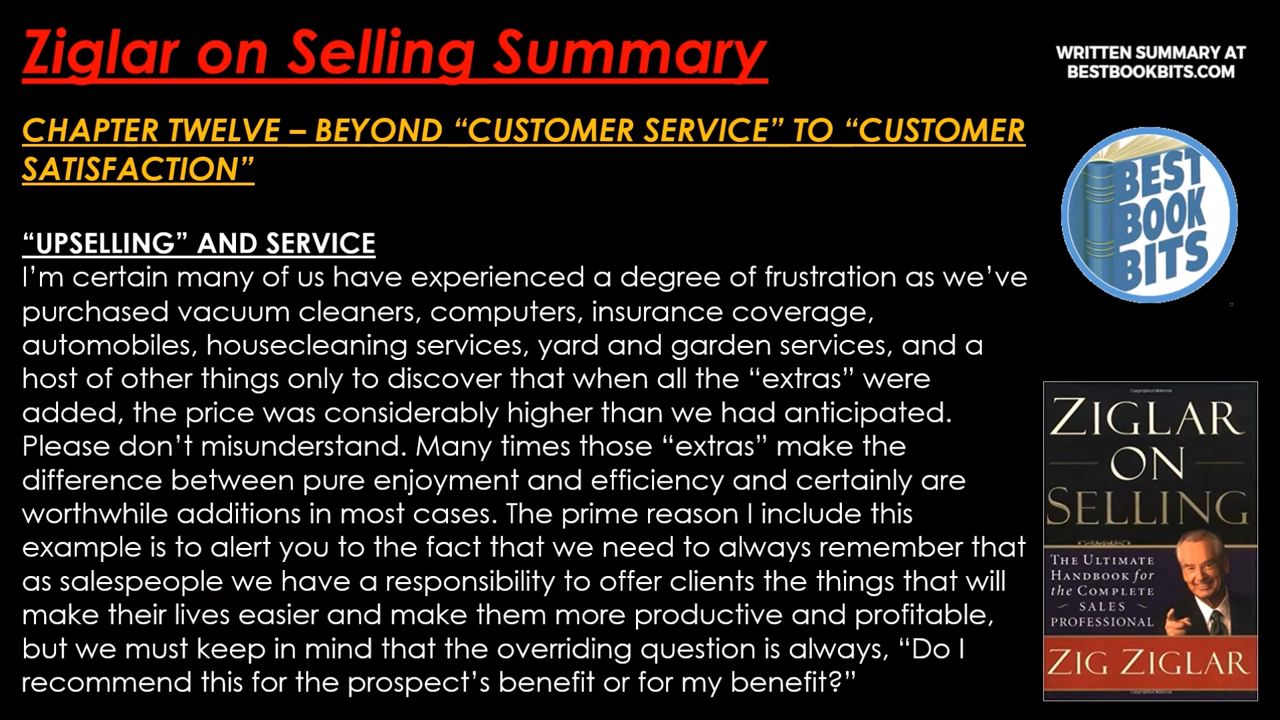 Ziglar on Selling Summary
WRITTEN SUMMARY AT
BESTBOOKBITS.COM
CHAPTER TWELVE – BEYOND “CUSTOMER SERVICE” TO “CUSTOMER
SATISFACTION”
BEST
BOOK
BITS
“UPSELLING” AND SERVICE
I’m certain many of us have experienced a degree of frustration as we’ve
purchased vacuum cleaners, computers, insurance coverage,
automobiles, housecleaning services, yard and garden services, and a
host of other things only to discover that when all the “extras” were
added, the price was considerably higher than we had anticipated.
Please don’t misunderstand. Many times those “extras” make the
difference between pure enjoyment and efficiency and certainly are
worthwhile additions in most cases. The prime reason I include this
example is to alert you to the fact that we need to always remember that
as salespeople we have a responsibility to offer clients the things that will
make their lives easier and make them more productive and profitable,
but we must keep in mind that the overriding question is always, “Do I
recommend this for the prospect’s benefit or for my benefit?”
ZIGLAR
ON
SELLING
THE ULTIMATE
HANDBOOK for
the COMPLETE
SALES
PROFESSIONAL
ZIG ZIGLAR